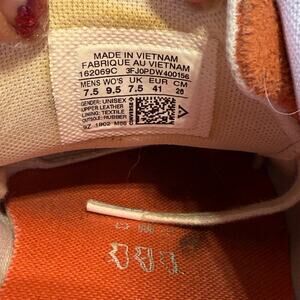 MADE IN VIETNAM
FABRIQUE AU VIETNAM
162069C 3FJ0PDW400156
MENS WO'S UK EUR CM
7.5 9.5 7.5 41 26
GENDER: UNISEX
UPPER: LEATHER
LINING: TEXTILE
OUTSOLE: RUBBER
CONVERSE